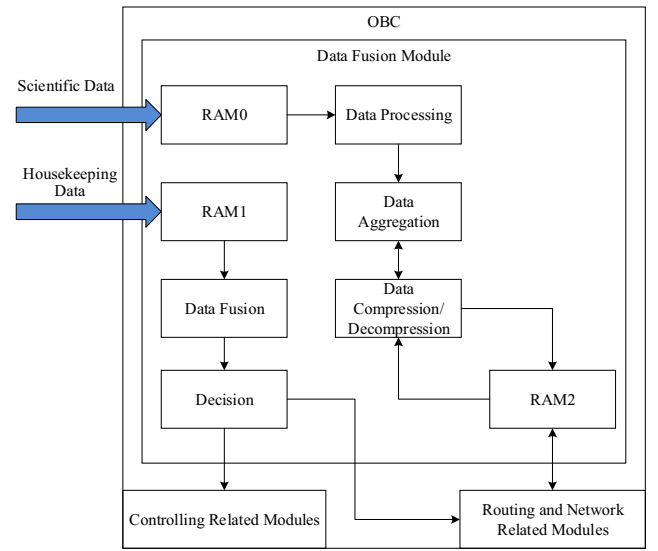 OBC
Data Fusion Module
Scientific Data
RAM0
Data Processing
Housekeeping
Data
RAM1
Data
Aggregation
Data Fusion
Data
Compression/
Decompression
Decision
RAM2
Controlling Related Modules
Routing and Network
Related Modules